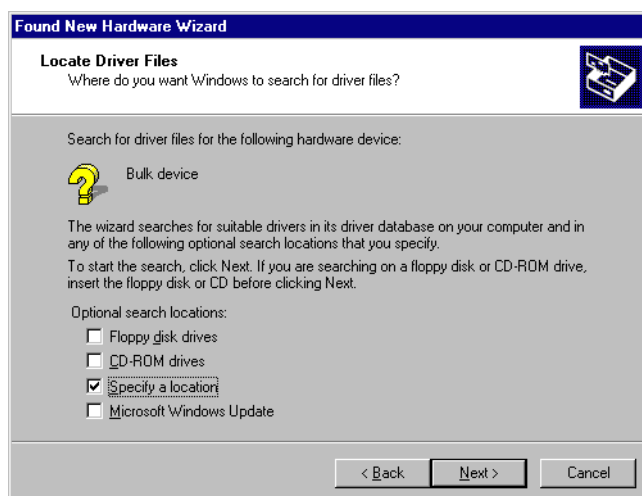 Found New Hardware Wizard
Locate Driver Files
Where do you want Windows to search for driver files?
Search for driver files for the following hardware device:
Bulk device
The wizard searches for suitable drivers in its driver database on your computer and in
any of the following optional search locations that you specify.
To start the search, click Next. If you are searching on a floppy disk or CD-ROM drive,
insert the floppy disk or CD before clicking Next.
Optional search locations:
Floppy disk drives
CD-ROM drives
Specify a location
Microsoft Windows Update
< Back Next > Cancel